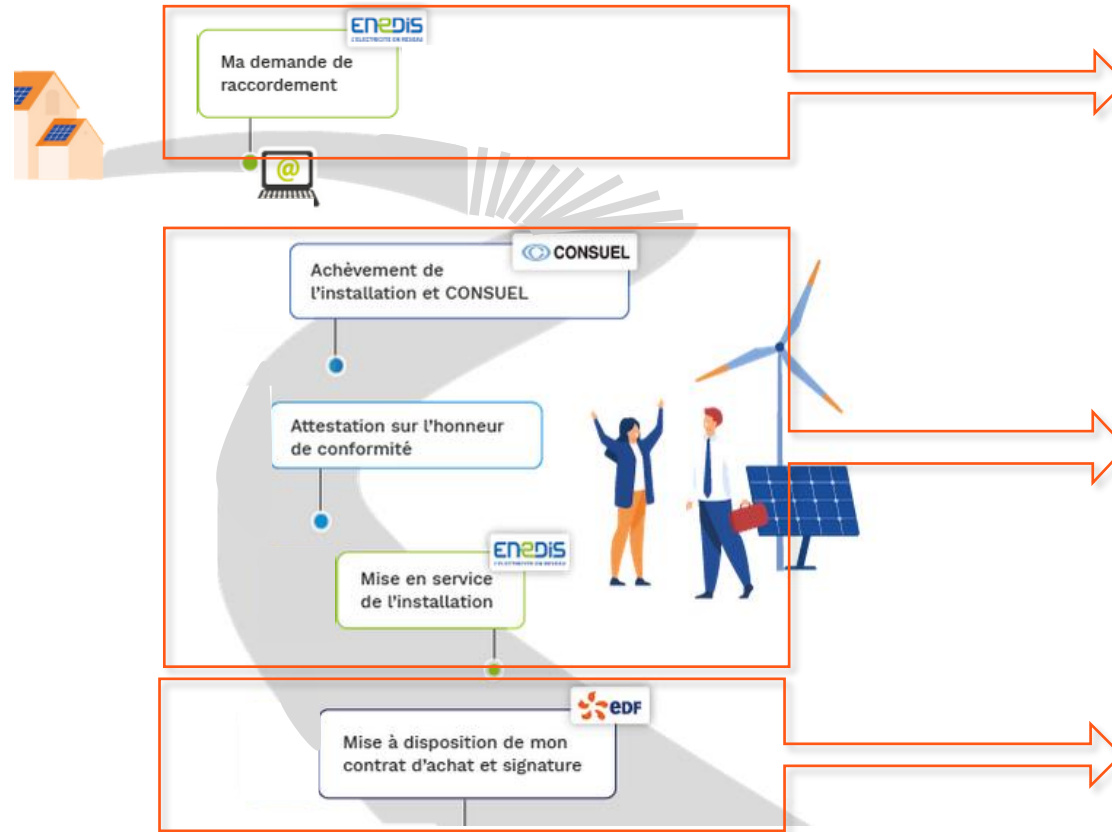 ENEDIS
L'ELECTRICITE EN RESEAU
Ma demande de
raccordement
@
CONSUEL
Achèvement de
l'installation et CONSUEL
Attestation sur l'honneur
de conformité
ENEDIS
L'ELECTRICITE EN RESEAU
Mise en service
de l'installation
eDF
Mise à disposition de mon
contrat d'achat et signature